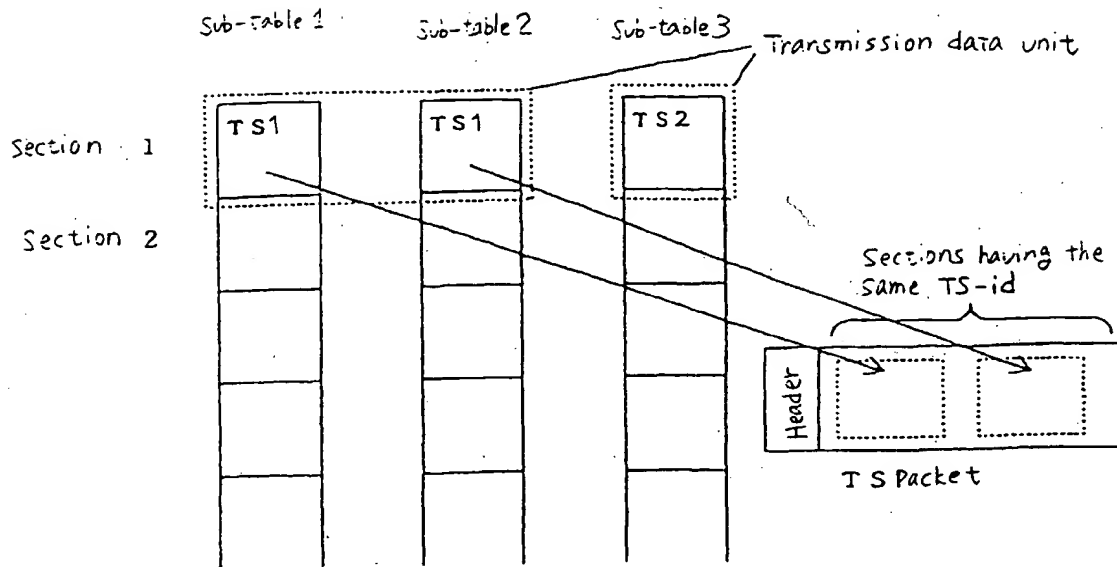 Sub-table 1
Sub-table 2
Sub-table 3
Transmission data unit
TS1
TS1
TS2
Section 1
Section 2
Sections having the
same TS-id
Header
TS Packet